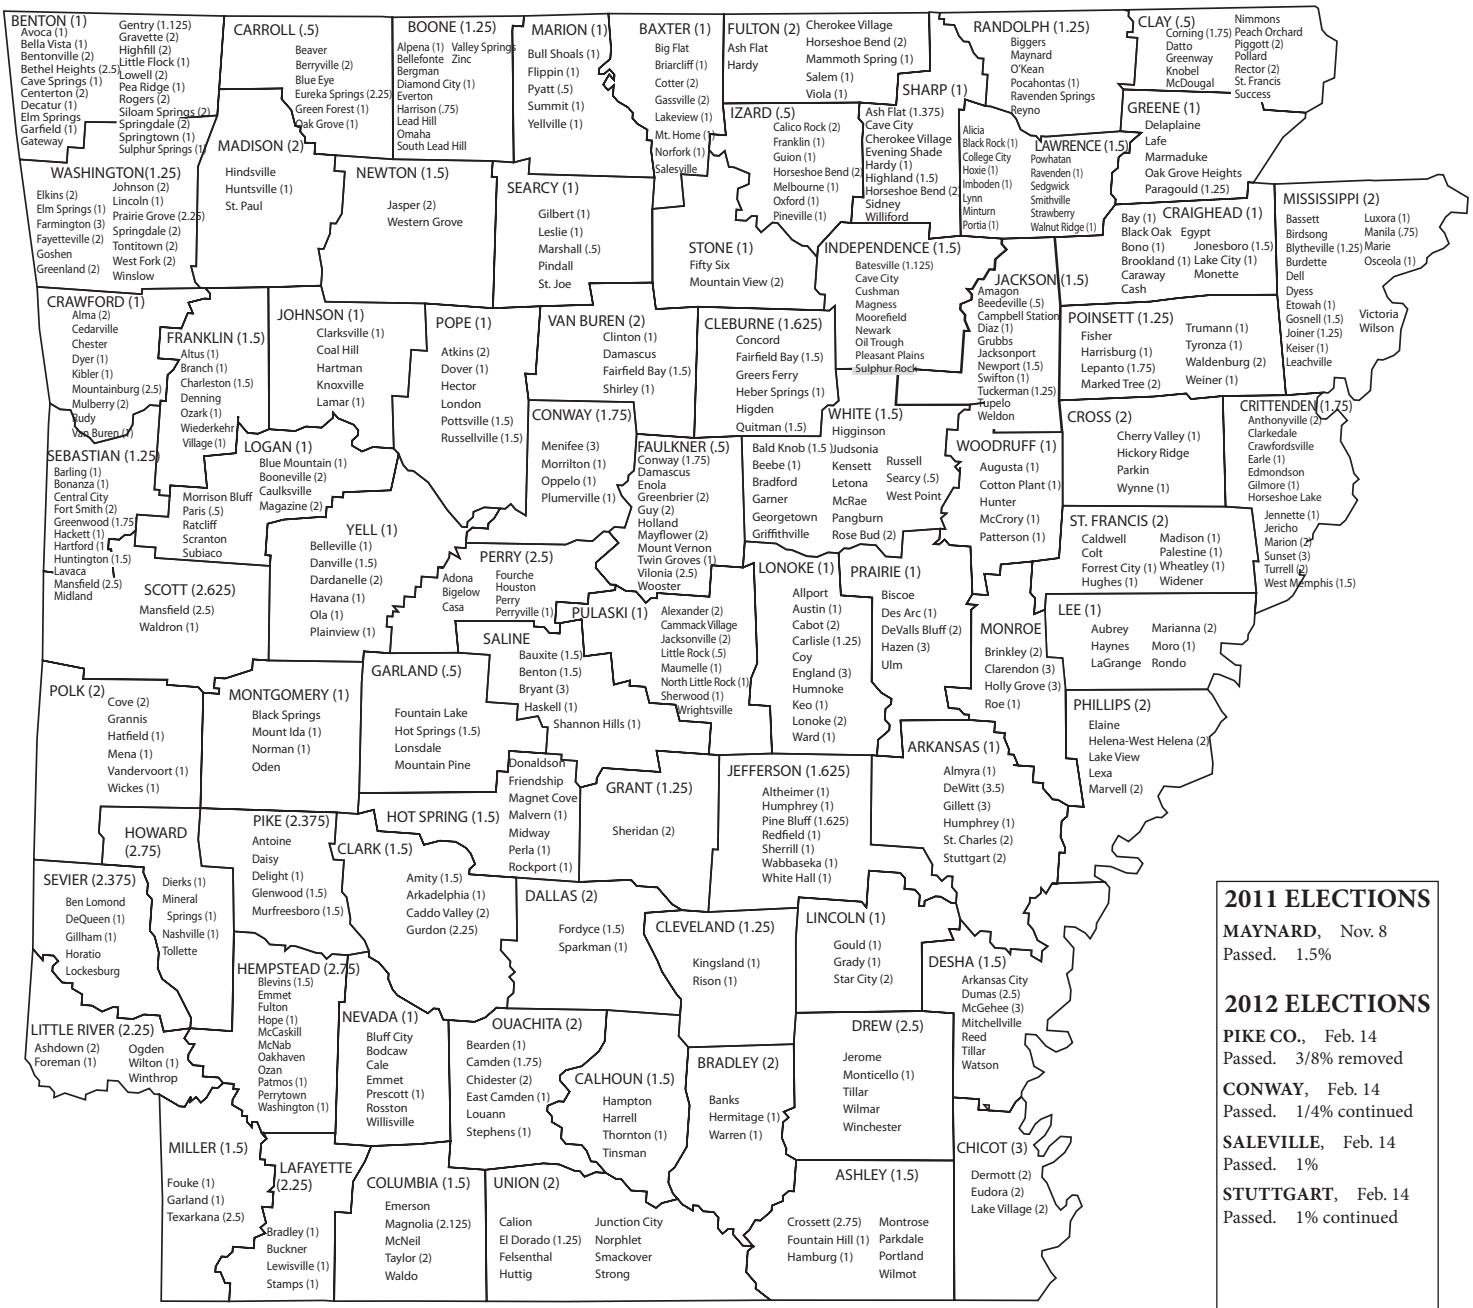 BENTON (1)
Avoca (1)
Bella Vista (1)
Bentonville (2)
Bethel Heights (2.5)
Cave Springs (1)
Centerton (2)
Decatur (1)
Elm Springs
Garfield (1)
Gateway
Gentry (1.125)
Gravette (2)
Highfill (2)
Little Flock (1)
Lowell (2)
Pea Ridge (1)
Rogers (2)
Siloam Springs (2)
Springdale (2)
Springtown (1)
Sulphur Springs (1)
CARROLL (.5)
Beaver
Berryville (2)
Blue Eye
Eureka Springs (2.25)
Green Forest (1)
Oak Grove (1)
BOONE (1.25)
Alpena (1)
Bellefonte
Bergman
Diamond City (1)
Everton
Harrison (.75)
Lead Hill
Omaha
South Lead Hill
Valley Springs
Zinc
MARION (1)
Bull Shoals (1)
Flippin (1)
Pyatt (.5)
Summit (1)
Yellville (1)
BAXTER (1)
Big Flat
Briarcliff (1)
Cotter (2)
Gassville (2)
Lakeview (1)
Mt. Home (1)
Norfork (1)
Salesville
FULTON (2)
Ash Flat
Hardy
Cherokee Village
Horseshoe Bend (2)
Mammoth Spring (1)
Salem (1)
Viola (1)
SHARP (1)
Ash Flat (1.375)
Cave City
Cherokee Village
Evening Shade
Hardy (1)
Highland (1.5)
Horseshoe Bend (2)
Sidney
Williford
RANDOLPH (1.25)
Biggers
Maynard
O'Kean
Pocahontas (1)
Ravenden Springs
Reyno
CLAY (.5)
Corning (1.75)
Datto
Greenway
Knobel
McDougal
Nimmons
Peach Orchard
Piggott (2)
Pollard
Rector (2)
St. Francis
Success
GREENE (1)
Delaplaine
Lafe
Marmaduke
Oak Grove Heights
Paragould (1.25)
IZARD (.5)
Calico Rock (2)
Franklin (1)
Guion (1)
Horseshoe Bend (2)
Melbourne (1)
Oxford (1)
Pineville (1)
LAWRENCE (1.5)
Alicia
Black Rock (1)
College City
Hoxie (1)
Imboden (1)
Lynn
Minturn
Portia (1)
Powhatan
Ravenden (1)
Sedgwick
Smithville
Strawberry
Walnut Ridge (1)
MADISON (2)
Hindsville
Huntsville (1)
St. Paul
WASHINGTON(1.25)
Elkins (2)
Elm Springs (1)
Farmington (3)
Fayetteville (2)
Goshen
Greenland (2)
Johnson (2)
Lincoln (1)
Prairie Grove (2.25)
Springdale (2)
Tontitown (2)
West Fork (2)
Winslow
NEWTON (1.5)
Jasper (2)
Western Grove
SEARCY (1)
Gilbert (1)
Leslie (1)
Marshall (.5)
Pindall
St. Joe
STONE (1)
Fifty Six
Mountain View (2)
INDEPENDENCE (1.5)
Batesville (1.125)
Cave City
Cushman
Magness
Moorefield
Newark
Oil Trough
Pleasant Plains
Sulphur Rock
JACKSON (1.5)
Amagon
Beedeville (.5)
Campbell Station
Diaz (1)
Grubbs
Jacksonport
Newport (1.5)
Swifton (1)
Tuckerman (1.25)
Tupelo
Weldon
CRAIGHEAD (1)
Bay (1)
Black Oak
Bono (1)
Brookland (1)
Caraway
Cash
Egypt
Jonesboro (1.5)
Lake City (1)
Monette
MISSISSIPPI (2)
Bassett
Birdsong
Blytheville (1.25)
Burdette
Dell
Dyess
Etowah (1)
Gosnell (1.5)
Joiner (1.25)
Keiser (1)
Leachville
Luxora (1)
Manila (.75)
Marie
Osceola (1)
Victoria
Wilson
CRAWFORD (1)
Alma (2)
Cedarville
Chester
Dyer (1)
Kibler (1)
Mountainburg (2.5)
Mulberry (2)
Rudy
Van Buren (1)
FRANKLIN (1.5)
Altus (1)
Branch (1)
Charleston (1.5)
Denning
Ozark (1)
Wiederkehr
Village (1)
JOHNSON (1)
Clarksville (1)
Coal Hill
Hartman
Knoxville
Lamar (1)
POPE (1)
Atkins (2)
Dover (1)
Hector
London
Pottsville (1.5)
Russellville (1.5)
VAN BUREN (2)
Clinton (1)
Damascus
Fairfield Bay (1.5)
Shirley (1)
CLEBURNE (1.625)
Concord
Fairfield Bay (1.5)
Greers Ferry
Heber Springs (1)
Higden
Quitman (1.5)
POINSETT (1.25)
Fisher
Harrisburg (1)
Lepanto (1.75)
Marked Tree (2)
Trumann (1)
Tyronza (1)
Waldenburg (2)
Weiner (1)
SEBASTIAN (1.25)
Barling (1)
Bonanza (1)
Central City
Fort Smith (2)
Greenwood (1.75)
Hackett (1)
Hartford (1)
Huntington (1.5)
Lavaca
Mansfield (2.5)
Midland
LOGAN (1)
Blue Mountain (1)
Booneville (2)
Caulksville
Magazine (2)
Morrison Bluff
Paris (.5)
Ratcliff
Scranton
Subiaco
CONWAY (1.75)
Menifee (3)
Morrilton (1)
Oppelo (1)
Plumerville (1)
FAULKNER (.5)
Conway (1.75)
Damascus
Enola
Greenbrier (2)
Guy (2)
Holland
Mayflower (2)
Mount Vernon
Twin Groves (1)
Vilonia (2.5)
Wooster
WHITE (1.5)
Higginson
Bald Knob (1.5)
Beebe (1)
Bradford
Garner
Georgetown
Griffithville
Judsonia
Kensett
Letona
McRae
Pangburn
Rose Bud (2)
Russell
Searcy (.5)
West Point
WOODRUFF (1)
Augusta (1)
Cotton Plant (1)
Hunter
McCrory (1)
Patterson (1)
CROSS (2)
Cherry Valley (1)
Hickory Ridge
Parkin
Wynne (1)
CRITTENDEN (1.75)
Anthonyville (2)
Clarkedale
Crawfordsville
Earle (1)
Edmondson
Gilmore (1)
Horseshoe Lake
Jennette (1)
Jericho
Marion (2)
Sunset (3)
Turrell (2)
West Memphis (1.5)
ST. FRANCIS (2)
Caldwell
Colt
Forrest City (1)
Hughes (1)
Madison (1)
Palestine (1)
Wheatley (1)
Widener
SCOTT (2.625)
Mansfield (2.5)
Waldron (1)
YELL (1)
Belleville (1)
Danville (1.5)
Dardanelle (2)
Havana (1)
Ola (1)
Plainview (1)
PERRY (2.5)
Adona
Bigelow
Casa
Fourche
Houston
Perry
Perryville (1)
PULASKI (1)
Alexander (2)
Cammack Village
Jacksonville (2)
Little Rock (.5)
Maumelle (1)
North Little Rock (1)
Sherwood (1)
Wrightsville
LONOKE (1)
Allport
Austin (1)
Cabot (2)
Carlisle (1.25)
Coy
England (3)
Humnoke
Keo (1)
Lonoke (2)
Ward (1)
PRAIRIE (1)
Biscoe
Des Arc (1)
DeValls Bluff (2)
Hazen (3)
Ulm
MONROE
Brinkley (2)
Clarendon (3)
Holly Grove (3)
Roe (1)
LEE (1)
Aubrey
Haynes
LaGrange
Marianna (2)
Moro (1)
Rondo
SALINE
Bauxite (1.5)
Benton (1.5)
Bryant (3)
Haskell (1)
Shannon Hills (1)
GARLAND (.5)
Fountain Lake
Hot Springs (1.5)
Lonsdale
Mountain Pine
POLK (2)
Cove (2)
Grannis
Hatfield (1)
Mena (1)
Vandervoort (1)
Wickes (1)
MONTGOMERY (1)
Black Springs
Mount Ida (1)
Norman (1)
Oden
PHILLIPS (2)
Elaine
Helena-West Helena (2)
Lake View
Lexa
Marvell (2)
ARKANSAS (1)
Almyra (1)
DeWitt (3.5)
Gillett (3)
Humphrey (1)
St. Charles (2)
Stuttgart (2)
JEFFERSON (1.625)
Altheimer (1)
Humphrey (1)
Pine Bluff (1.625)
Redfield (1)
Sherrill (1)
Wabbaseka (1)
White Hall (1)
GRANT (1.25)
Sheridan (2)
HOT SPRING (1.5)
Donaldson
Friendship
Magnet Cove
Malvern (1)
Midway
Perla (1)
Rockport (1)
HOWARD
(2.75)
Dierks (1)
Mineral
Springs (1)
Nashville (1)
Tollette
PIKE (2.375)
Antoine
Daisy
Delight (1)
Glenwood (1.5)
Murfreesboro (1.5)
CLARK (1.5)
Amity (1.5)
Arkadelphia (1)
Caddo Valley (2)
Gurdon (2.25)
SEVIER (2.375)
Ben Lomond
DeQueen (1)
Gillham (1)
Horatio
Lockesburg
DALLAS (2)
Fordyce (1.5)
Sparkman (1)
CLEVELAND (1.25)
Kingsland (1)
Rison (1)
LINCOLN (1)
Gould (1)
Grady (1)
Star City (2)
DESHA (1.5)
Arkansas City
Dumas (2.5)
McGehee (3)
Mitchellville
Reed
Tillar
Watson
HEMPSTEAD (2.75)
Blevins (1.5)
Emmet
Fulton
Hope (1)
McCaskill
McNab
Oakhaven
Ozan
Patmos (1)
Perrytown
Washington (1)
LITTLE RIVER (2.25)
Ashdown (2)
Foreman (1)
Ogden
Wilton (1)
Winthrop
NEVADA (1)
Bluff City
Bodcaw
Cale
Emmet
Prescott (1)
Rosston
Willisville
OUACHITA (2)
Bearden (1)
Camden (1.75)
Chidester (2)
East Camden (1)
Louann
Stephens (1)
CALHOUN (1.5)
Hampton
Harrell
Thornton (1)
Tinsman
BRADLEY (2)
Banks
Hermitage (1)
Warren (1)
DREW (2.5)
Jerome
Monticello (1)
Tillar
Wilmar
Winchester
MILLER (1.5)
Fouke (1)
Garland (1)
Texarkana (2.5)
LAFAYETTE
(2.25)
Bradley (1)
Buckner
Lewisville (1)
Stamps (1)
COLUMBIA (1.5)
Emerson
Magnolia (2.125)
McNeil
Taylor (2)
Waldo
UNION (2)
Calion
El Dorado (1.25)
Felsenthal
Huttig
Junction City
Norphlet
Smackover
Strong
ASHLEY (1.5)
Crossett (2.75)
Fountain Hill (1)
Hamburg (1)
Montrose
Parkdale
Portland
Wilmot
CHICOT (3)
Dermott (2)
Eudora (2)
Lake Village (2)
2011 ELECTIONS
MAYNARD, Nov. 8
Passed. 1.5%
2012 ELECTIONS
PIKE CO., Feb. 14
Passed. 3/8% removed
CONWAY, Feb. 14
Passed. 1/4% continued
SALEVILLE, Feb. 14
Passed. 1%
STUTTGART, Feb. 14
Passed. 1% continued